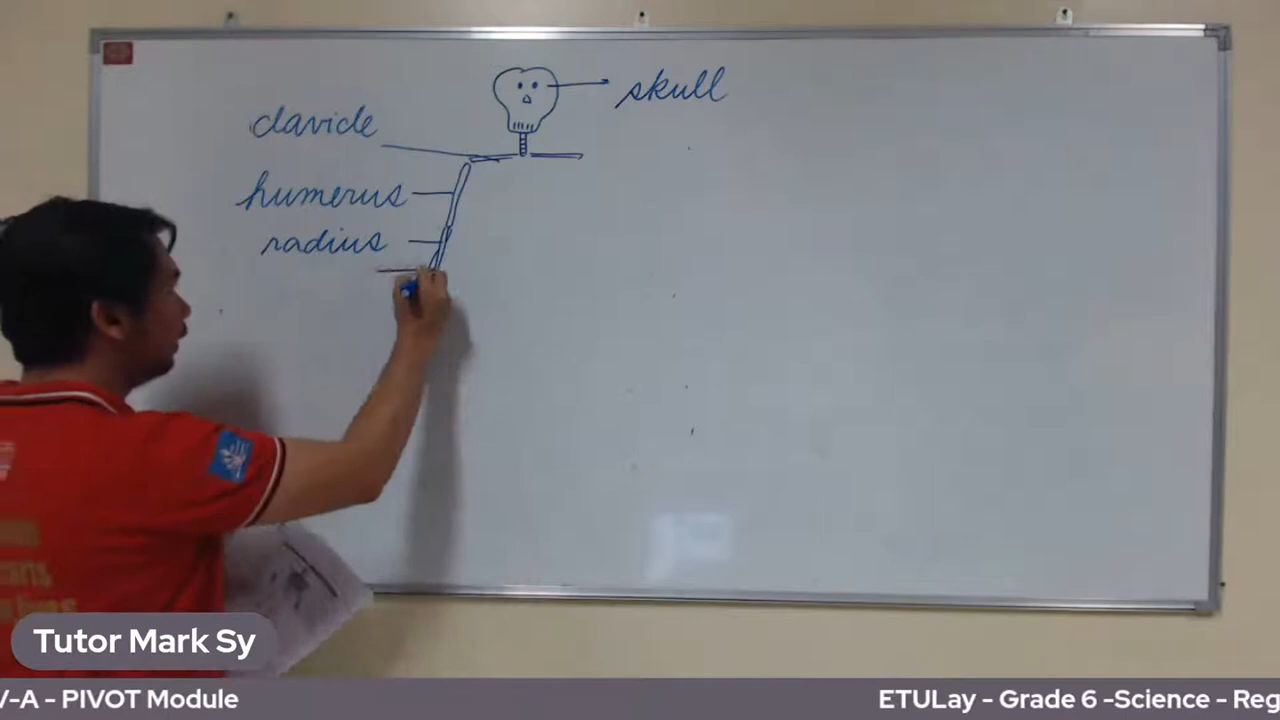 skull
clavicle
humerus
radius
Tutor Mark Sy
V-A - PIVOT Module
ETULay - Grade 6 -Science - Reg